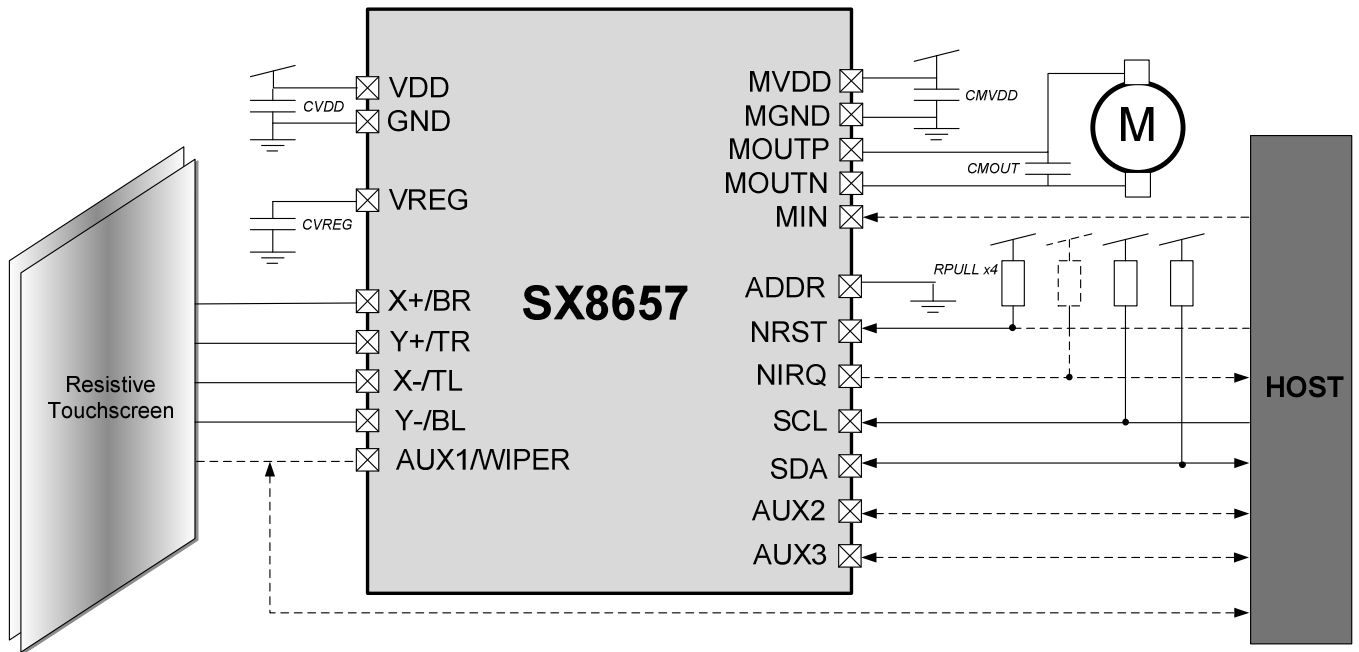 VDD
CVDD
GND
VREG
CVREG
X+/BR
Y+/TR
X-/TL
Y-/BL
AUX1/WIPER
Resistive
Touchscreen
SX8657
MVDD
CMVDD
MGND
MOUTP
MOUTN
CMOUT
M
MIN
ADDR
RPULL x4
NRST
NIRQ
SCL
SDA
AUX2
AUX3
HOST